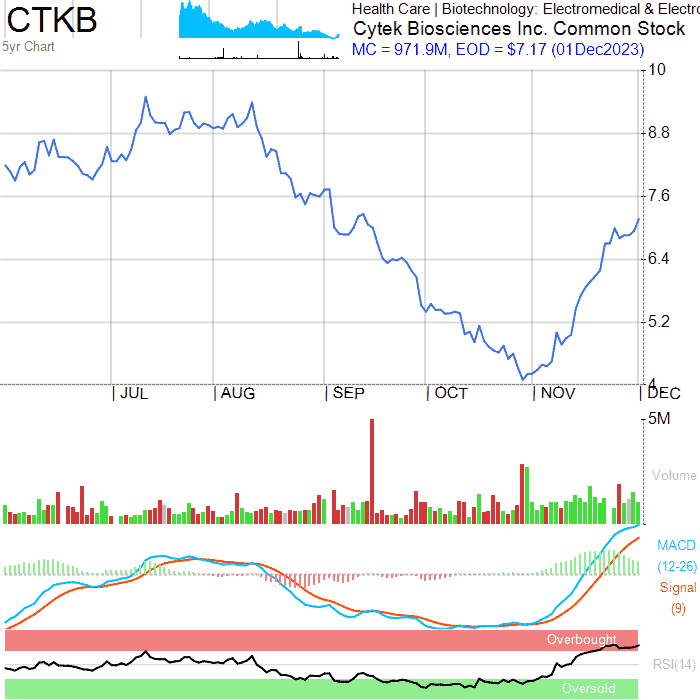 CTKB
5yr Chart
Health Care | Biotechnology: Electromedical & Electro
Cytek Biosciences Inc. Common Stock
MC = 971.9M, EOD = $7.17 (01Dec2023)
10
8.8
7.6
6.4
5.2
4
| JUL | AUG | SEP | OCT | NOV | DEC
5M
Volume
MACD
(12-26)
Signal
(9)
Overbought
RSI(14)
Oversold